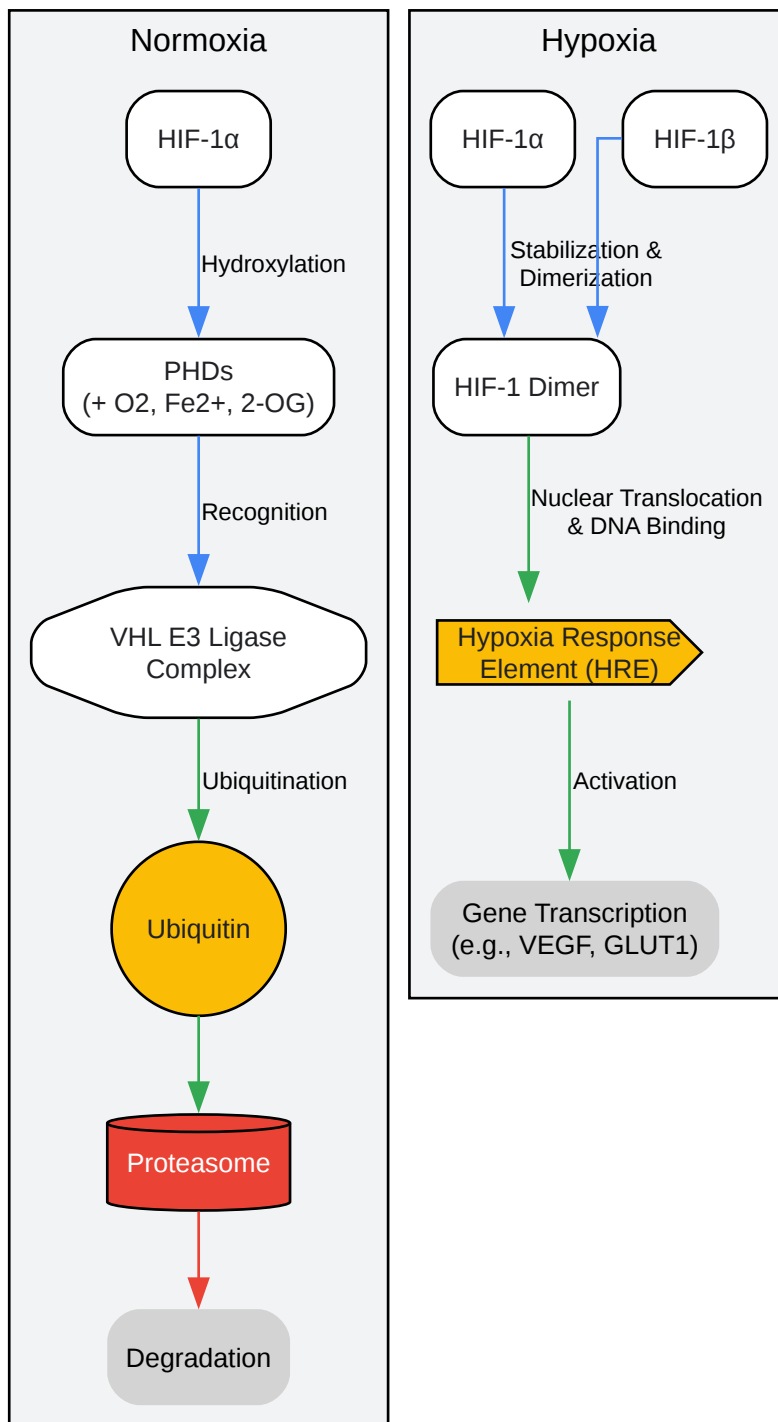 Normoxia
HIF-1α
Hydroxylation
PHDs
(+ O2, Fe2+, 2-OG)
Recognition
VHL E3 Ligase
Complex
Ubiquitination
Ubiquitin
Proteasome
Degradation
Hypoxia
HIF-1α
HIF-1β
Stabilization &
Dimerization
HIF-1 Dimer
Nuclear Translocation
& DNA Binding
Hypoxia Response
Element (HRE)
Activation
Gene Transcription
(e.g., VEGF, GLUT1)